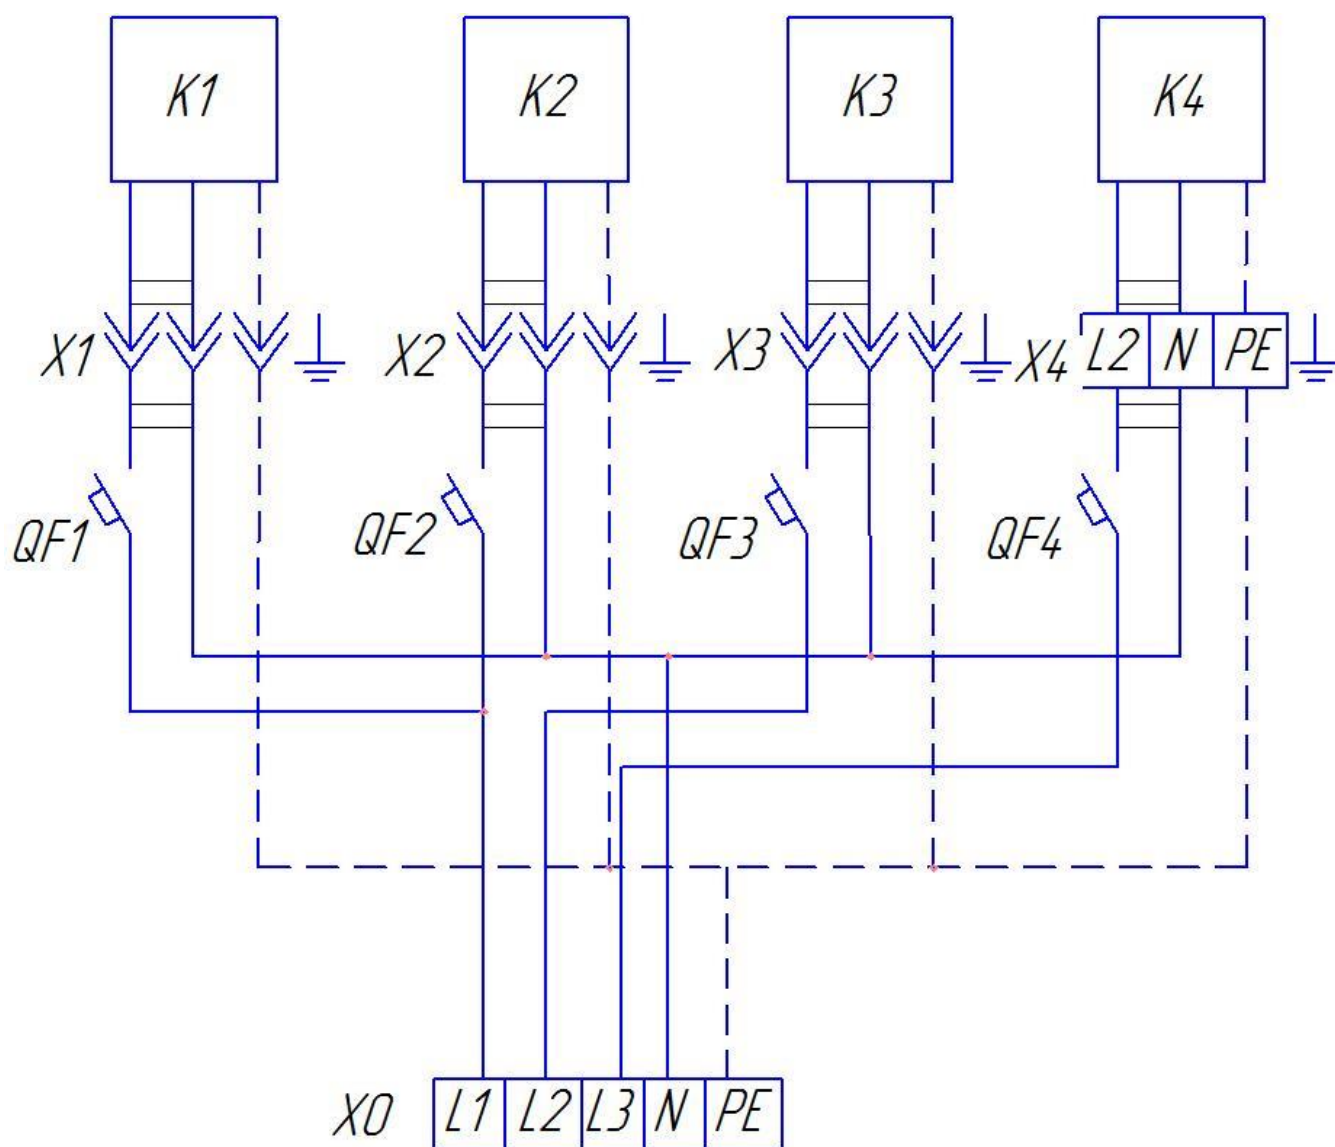 K1 K2 K3 K4
X1 X2 X3 X4 L2 N PE
QF1 QF2 QF3 QF4
X0 L1 L2 L3 N PE